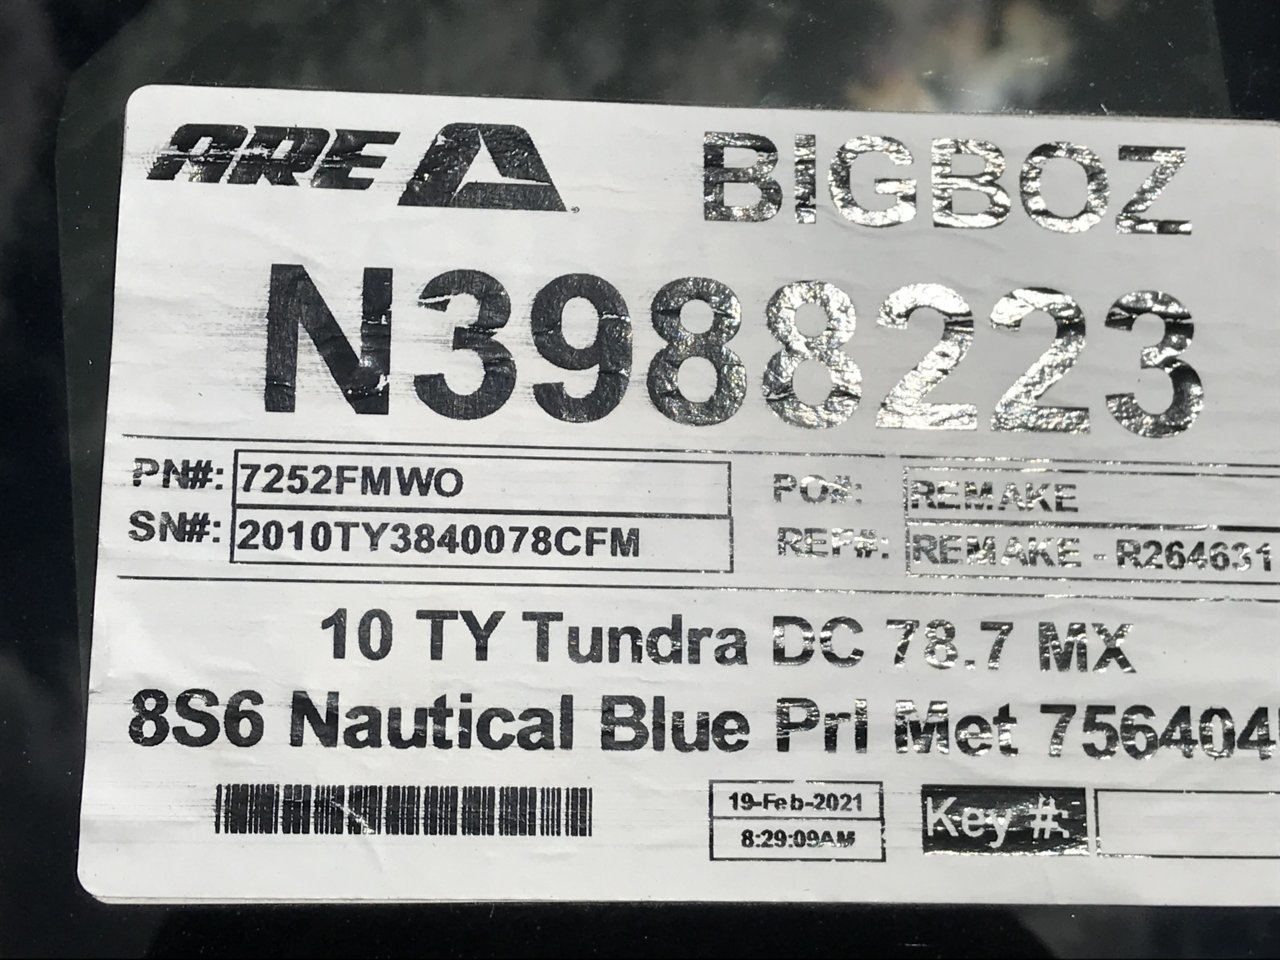 ARE BIGBOZ
N3988223
PN#: 7252FMWO PO#: REMAKE
SN#: 2010TY3840078CFM REF#: REMAKE - R264631
10 TY Tundra DC 78.7 MX
8S6 Nautical Blue Prl Met 756404
19-Feb-2021
8:29:09AM
Key #: